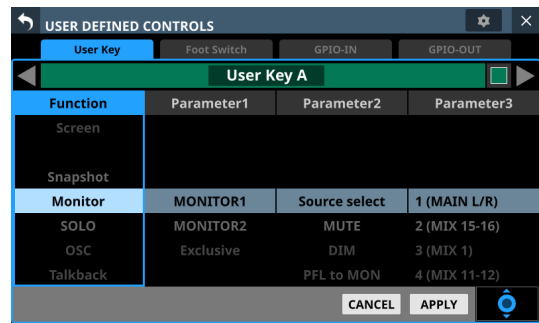 USER DEFINED CONTROLS
User Key Foot Switch GPIO-IN GPIO-OUT
User Key A
Function Parameter1 Parameter2 Parameter3
Screen
Snapshot
Monitor MONITOR1 Source select 1 (MAIN L/R)
SOLO MONITOR2 MUTE 2 (MIX 15-16)
OSC Exclusive DIM 3 (MIX 1)
Talkback PFL to MON 4 (MIX 11-12)
CANCEL APPLY